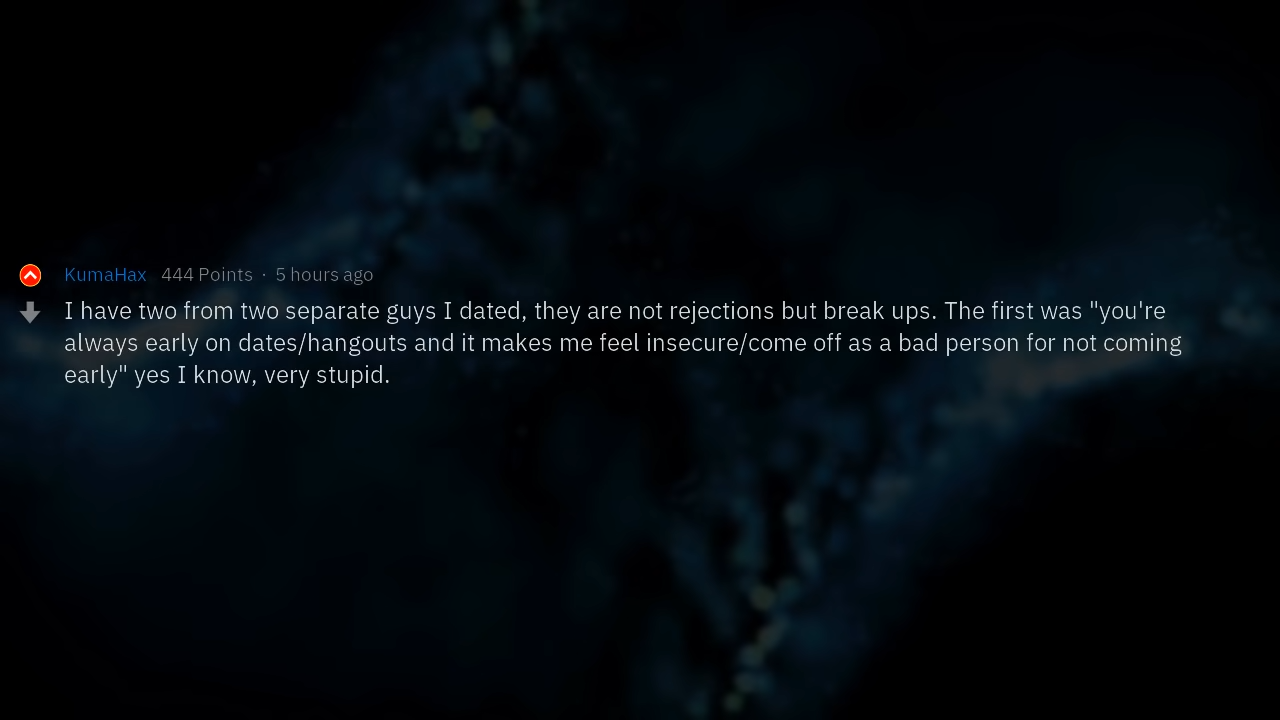 KumaHax 444 Points · 5 hours ago
I have two from two separate guys I dated, they are not rejections but break ups. The first was "you're
always early on dates/hangouts and it makes me feel insecure/come off as a bad person for not coming
early" yes I know, very stupid.